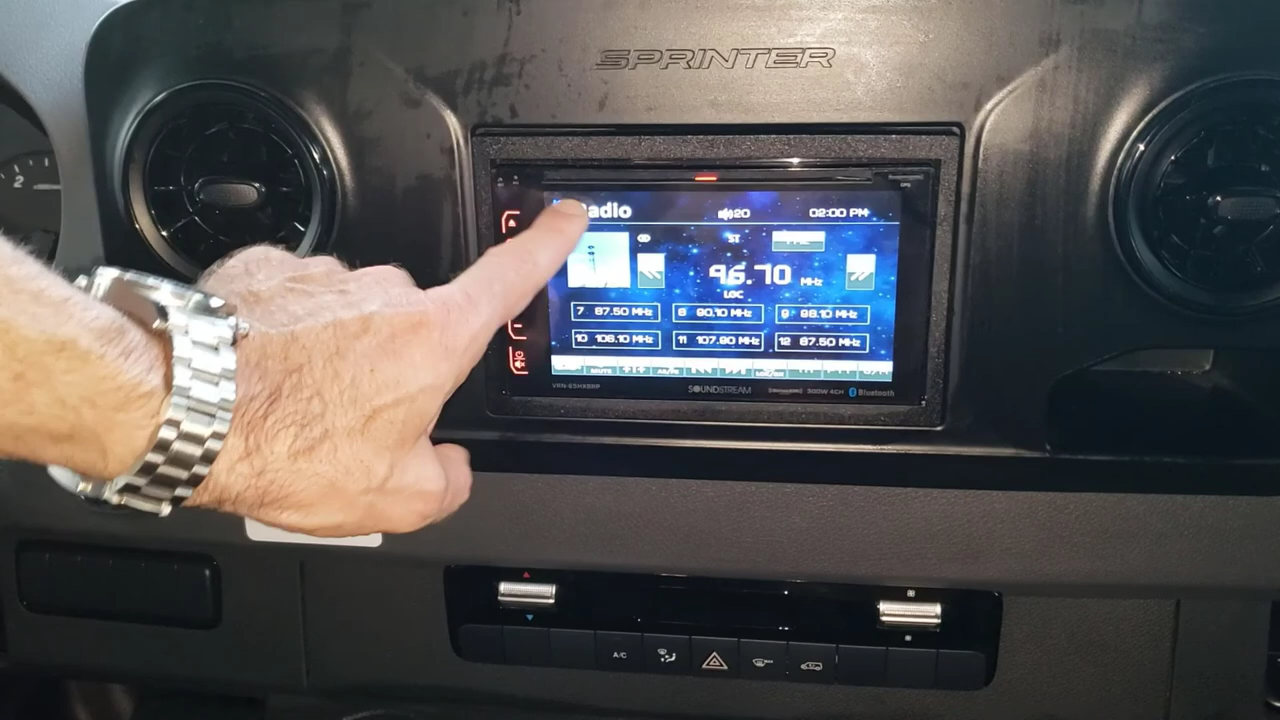 SPRINTER
2
Radio 20 02:00 PM
ST
96.70 MHz
LOC
7 87.50 MHz 8 90.10 MHz 9 98.10 MHz
10 106.10 MHz 11 107.90 MHz 12 87.50 MHz
MUTE
SOUNDSTREAM 300W 4CH Bluetooth
A/C